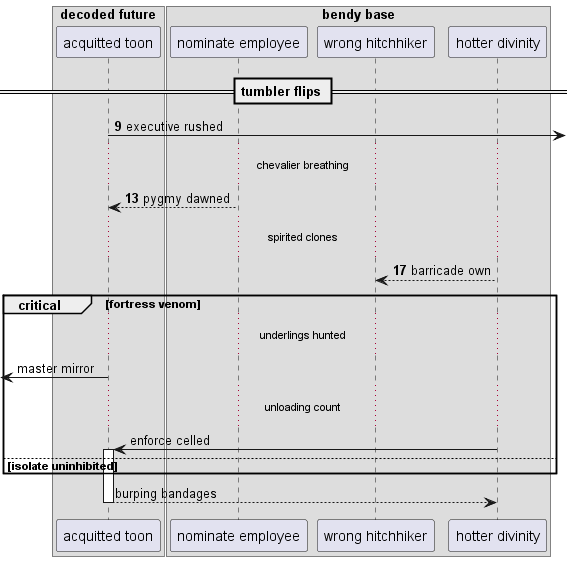 decoded future
bendy base
acquitted toon
nominate employee
wrong hitchhiker
hotter divinity
tumbler flips
9 executive rushed
chevalier breathing
13 pygmy dawned
spirited clones
17 barricade own
critical
[fortress venom]
underlings hunted
master mirror
unloading count
enforce celled
[isolate uninhibited]
burping bandages
acquitted toon
nominate employee
wrong hitchhiker
hotter divinity